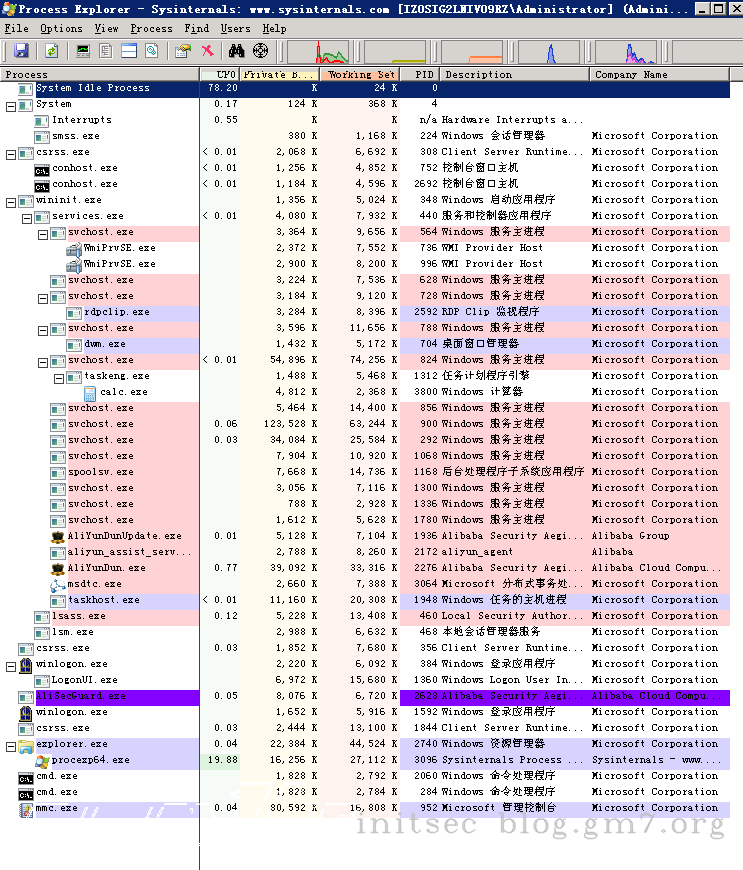 Process Explorer - Sysinternals: www.sysinternals.com [IZOSIG2LNIVO9RZ\Administrator] (Admini...
File Options View Process Find Users Help
Process CPU Private B... Working Set PID Description Company Name
System Idle Process 78.20 K 24 K 0
System 0.17 124 K 368 K 4
Interrupts 0.55 K K n/a Hardware Interrupts a...
smss.exe 380 K 1,168 K 224 Windows 会话管理器 Microsoft Corporation
csrss.exe < 0.01 2,068 K 6,692 K 308 Client Server Runtime... Microsoft Corporation
conhost.exe < 0.01 1,256 K 4,852 K 752 控制台窗口主机 Microsoft Corporation
conhost.exe < 0.01 1,184 K 4,596 K 2692 控制台窗口主机 Microsoft Corporation
wininit.exe 1,356 K 5,024 K 348 Windows 启动应用程序 Microsoft Corporation
services.exe < 0.01 4,080 K 7,932 K 440 服务和控制器应用程序 Microsoft Corporation
svchost.exe 3,364 K 9,656 K 564 Windows 服务主进程 Microsoft Corporation
WmiPrvSE.exe 2,372 K 7,552 K 736 WMI Provider Host Microsoft Corporation
WmiPrvSE.exe 2,900 K 8,200 K 996 WMI Provider Host Microsoft Corporation
svchost.exe 3,224 K 7,536 K 628 Windows 服务主进程 Microsoft Corporation
svchost.exe 3,184 K 9,120 K 728 Windows 服务主进程 Microsoft Corporation
rdpclip.exe 3,284 K 8,396 K 2592 RDP Clip 监视程序 Microsoft Corporation
svchost.exe 3,596 K 11,656 K 788 Windows 服务主进程 Microsoft Corporation
dwm.exe 1,432 K 5,172 K 704 桌面窗口管理器 Microsoft Corporation
svchost.exe < 0.01 54,896 K 74,256 K 824 Windows 服务主进程 Microsoft Corporation
taskeng.exe 1,488 K 5,468 K 1312 任务计划程序引擎 Microsoft Corporation
calc.exe 4,812 K 2,368 K 3800 Windows 计算器 Microsoft Corporation
svchost.exe 5,464 K 14,400 K 856 Windows 服务主进程 Microsoft Corporation
svchost.exe 0.06 123,528 K 63,244 K 900 Windows 服务主进程 Microsoft Corporation
svchost.exe 0.03 34,084 K 25,584 K 292 Windows 服务主进程 Microsoft Corporation
svchost.exe 7,904 K 10,920 K 1068 Windows 服务主进程 Microsoft Corporation
spoolsv.exe 7,668 K 14,736 K 1168 后台处理程序子系统应用程序 Microsoft Corporation
svchost.exe 3,056 K 7,116 K 1300 Windows 服务主进程 Microsoft Corporation
svchost.exe 788 K 2,928 K 1336 Windows 服务主进程 Microsoft Corporation
svchost.exe 1,612 K 5,628 K 1780 Windows 服务主进程 Microsoft Corporation
AliYunDunUpdate.exe 0.01 5,128 K 7,104 K 1936 Alibaba Security Aegi... Alibaba Group
aliyun_assist_serv... 2,788 K 8,260 K 2172 aliyun_agent Alibaba
AliYunDun.exe 0.77 39,092 K 33,316 K 2276 Alibaba Security Aegi... Alibaba Cloud Compu...
msdtc.exe 2,660 K 7,388 K 3064 Microsoft 分布式事务处... Microsoft Corporation
taskhost.exe < 0.01 11,160 K 20,308 K 1948 Windows 任务的主机进程 Microsoft Corporation
lsass.exe 0.12 5,228 K 13,408 K 460 Local Security Author... Microsoft Corporation
lsm.exe 2,988 K 6,632 K 468 本地会话管理器服务 Microsoft Corporation
csrss.exe 0.03 1,852 K 7,680 K 356 Client Server Runtime... Microsoft Corporation
winlogon.exe 2,220 K 6,092 K 384 Windows 登录应用程序 Microsoft Corporation
LogonUI.exe 6,972 K 15,680 K 1360 Windows Logon User In... Microsoft Corporation
AliSecGuard.exe 0.05 8,076 K 6,720 K 2628 Alibaba Security Aegi... Alibaba Cloud Compu...
winlogon.exe 1,652 K 5,916 K 1592 Windows 登录应用程序 Microsoft Corporation
csrss.exe 0.03 2,444 K 13,100 K 1844 Client Server Runtime... Microsoft Corporation
explorer.exe 0.04 22,384 K 44,524 K 2740 Windows 资源管理器 Microsoft Corporation
procexp64.exe 19.88 16,256 K 27,112 K 3096 Sysinternals Process ... Sysinternals - www....
cmd.exe 1,828 K 2,792 K 2060 Windows 命令处理程序 Microsoft Corporation
cmd.exe 1,828 K 2,784 K 284 Windows 命令处理程序 Microsoft Corporation
mmc.exe 0.04 80,592 K 16,808 K 952 Microsoft 管理控制台 Microsoft Corporation
initsec blog.gm7.org